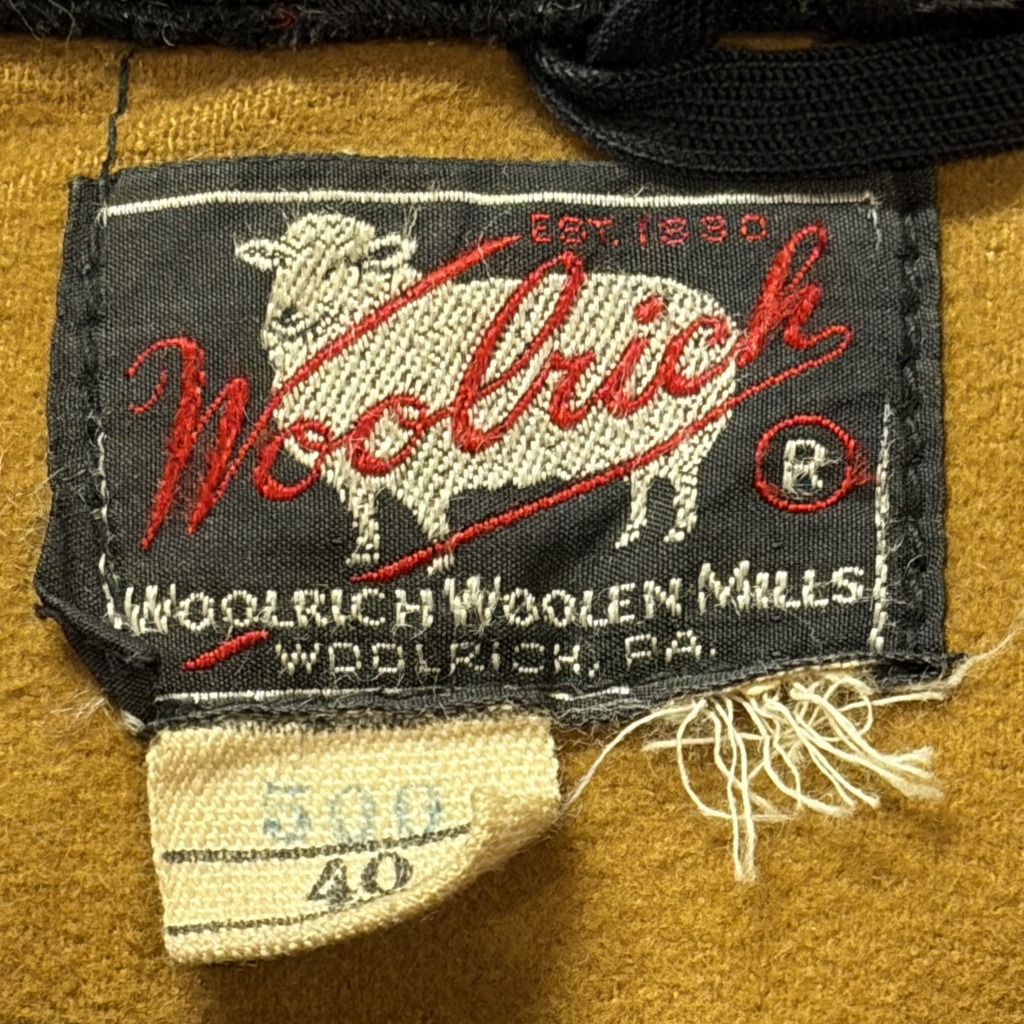 EST. 1830
Woolrich
R
WOOLRICH WOOLEN MILLS
WOOLRICH, PA.
500
40